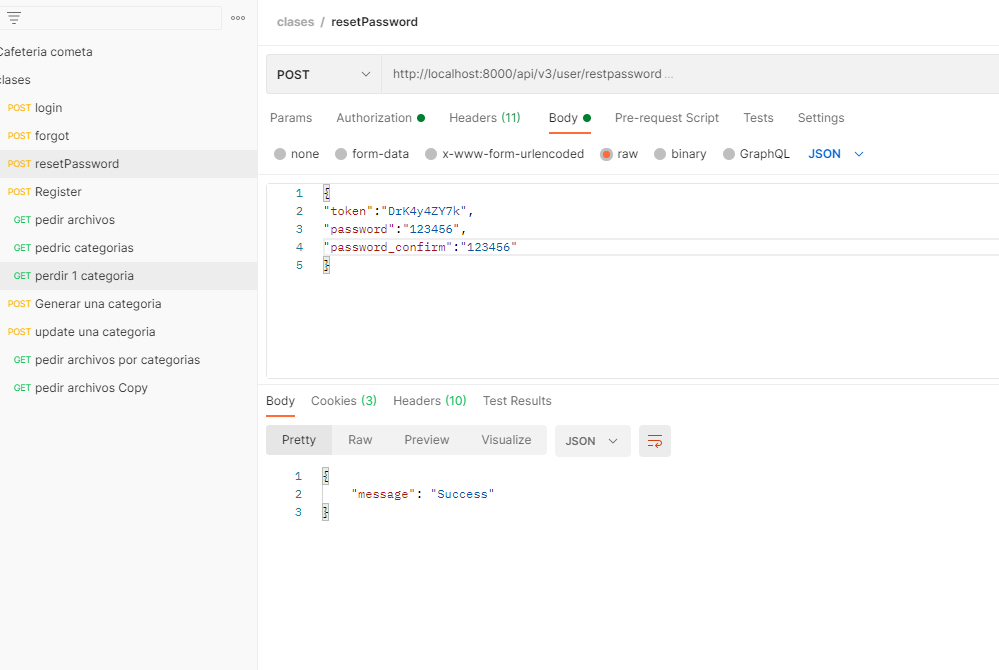 clases / resetPassword
Cafeteria cometa
clases
POST login
POST forgot
POST resetPassword
POST Register
GET pedir archivos
GET pedric categorias
GET perdir 1 categoria
POST Generar una categoria
POST update una categoria
GET pedir archivos por categorias
GET pedir archivos Copy
POST http://localhost:8000/api/v3/user/restpassword ...
Params Authorization Headers (11) Body Pre-request Script Tests Settings
none form-data x-www-form-urlencoded raw binary GraphQL JSON
1 {
2 "token":"DrK4y4ZY7k",
3 "password":"123456",
4 "password_confirm":"123456"
5 }
Body Cookies (3) Headers (10) Test Results
Pretty Raw Preview Visualize JSON
1 {
2 "message": "Success"
3 }